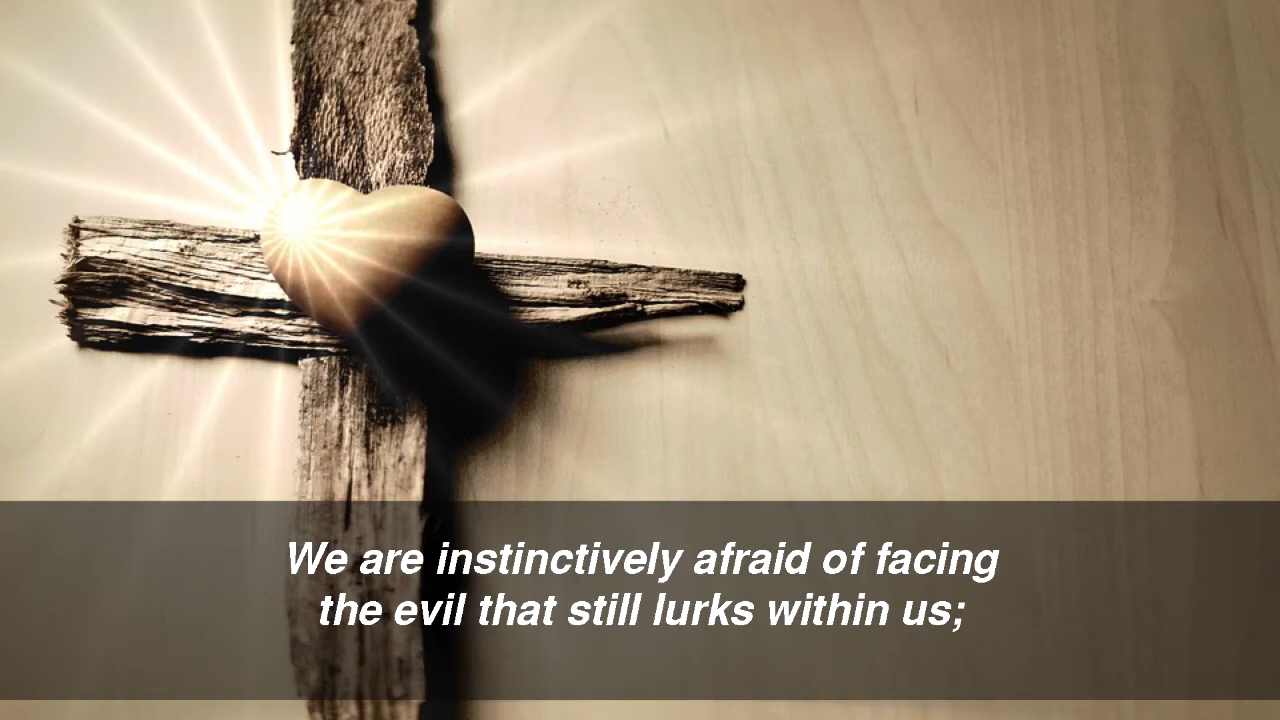 We are instinctively afraid of facing
the evil that still lurks within us;